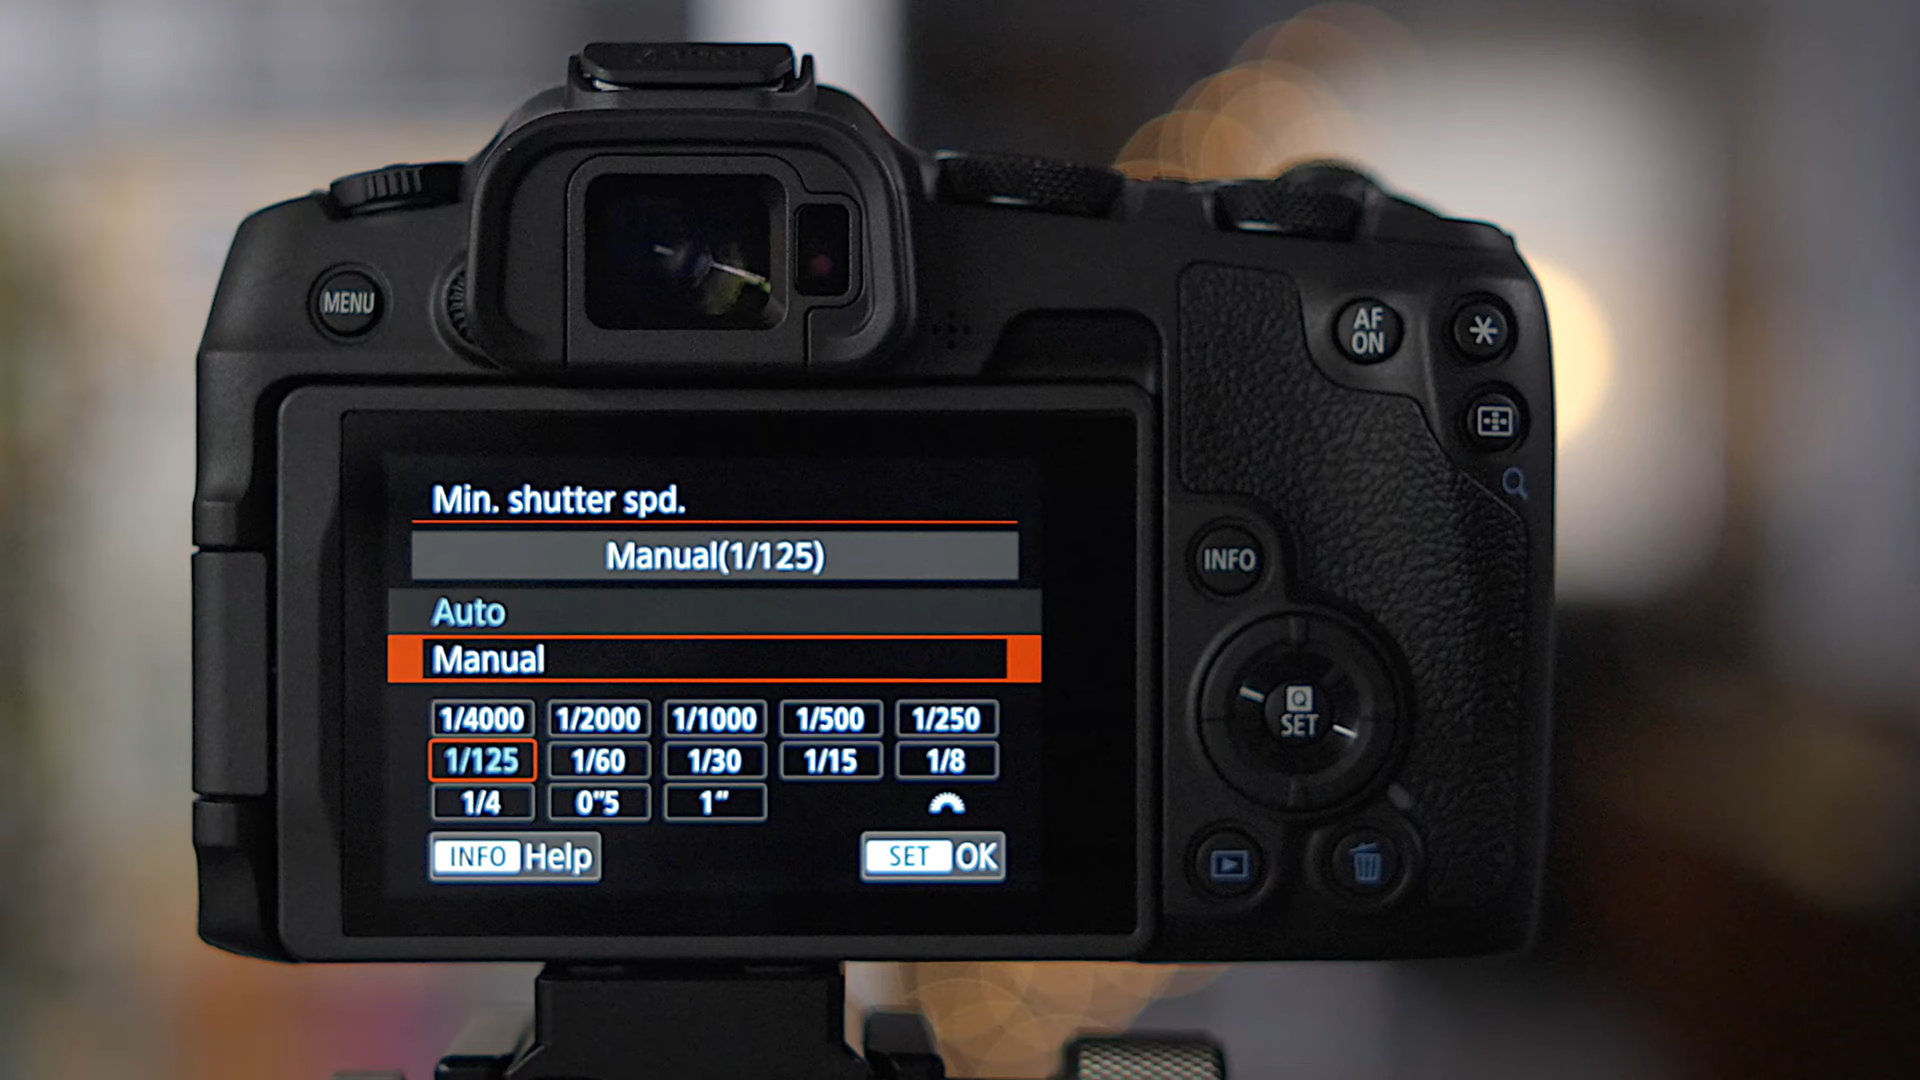 MENU
AF
ON
Min. shutter spd.
Manual(1/125)
Auto
Manual
1/4000 1/2000 1/1000 1/500 1/250
1/125 1/60 1/30 1/15 1/8
1/4 0"5 1"
INFO Help SET OK
INFO
Q
SET